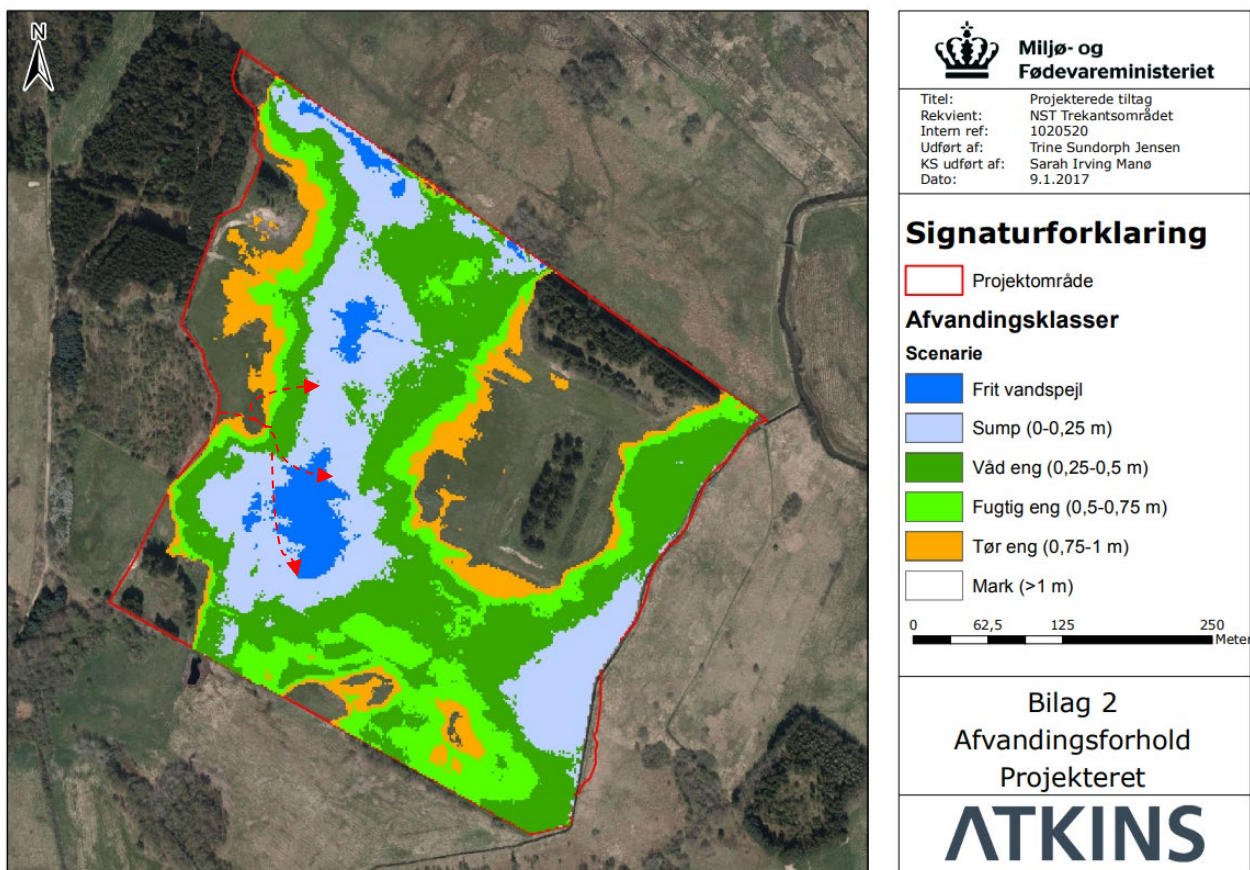 N
Miljø- og
Fødevareministeriet
Titel: Projekterede tiltag
Rekvient: NST Trekantsområdet
Intern ref: 1020520
Udført af: Trine Sundorph Jensen
KS udført af: Sarah Irving Manø
Dato: 9.1.2017
Signaturforklaring
Projektområde
Afvandingsklasser
Scenarie
Frit vandspejl
Sump (0-0,25 m)
Våd eng (0,25-0,5 m)
Fugtig eng (0,5-0,75 m)
Tør eng (0,75-1 m)
Mark (>1 m)
0 62,5 125 250
Meter
Bilag 2
Afvandingsforhold
Projekteret
ATKINS